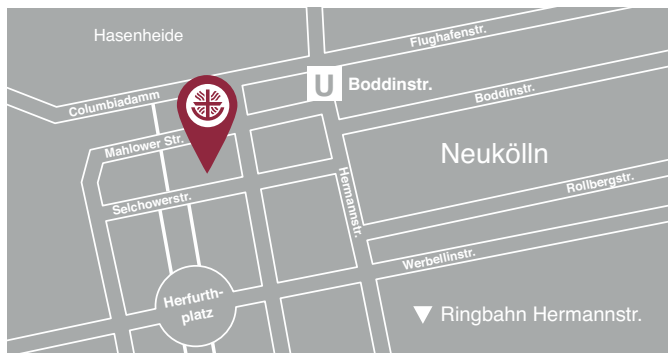 Hasenheide
Flughafenstr.
Columbiadamm
U Boddinstr.
Boddinstr.
Mahlower Str.
Neukölln
Hermannstr.
Rollbergstr.
Selchowerstr.
Werbellinstr.
Herfurth-
platz
Ringbahn Hermannstr.